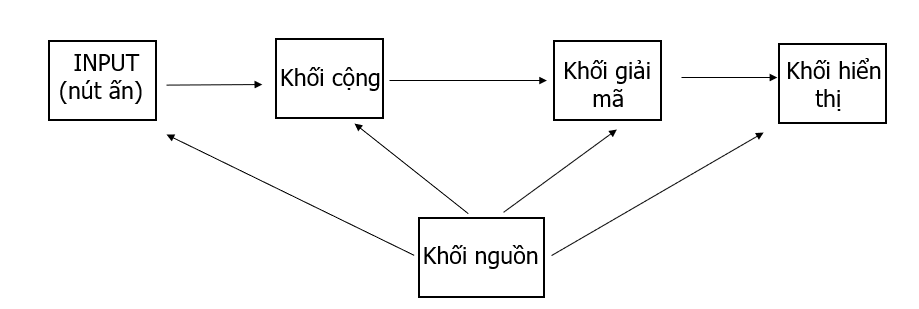 INPUT
(nút ấn)
Khối cộng
Khối giải
mã
Khối hiển
thị
Khối nguồn